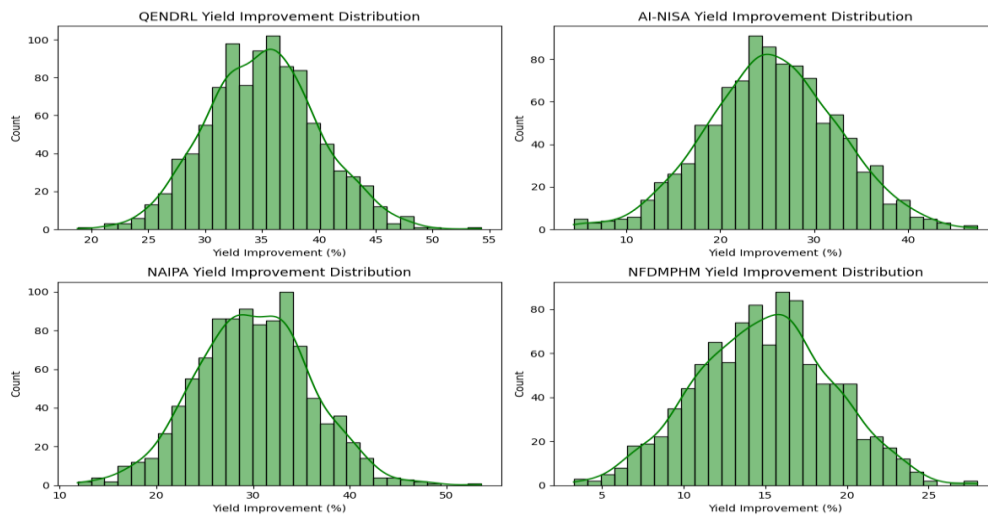 QENDRL Yield Improvement Distribution
100
80
60
40
20
0
Count
20 25 30 35 40 45 50 55
Yield Improvement (%)
AI-NISA Yield Improvement Distribution
80
60
40
20
0
Count
10 20 30 40
Yield Improvement (%)
NAIPA Yield Improvement Distribution
100
80
60
40
20
0
Count
10 20 30 40 50
Yield Improvement (%)
NFDMPHM Yield Improvement Distribution
80
60
40
20
0
Count
5 10 15 20 25
Yield Improvement (%)